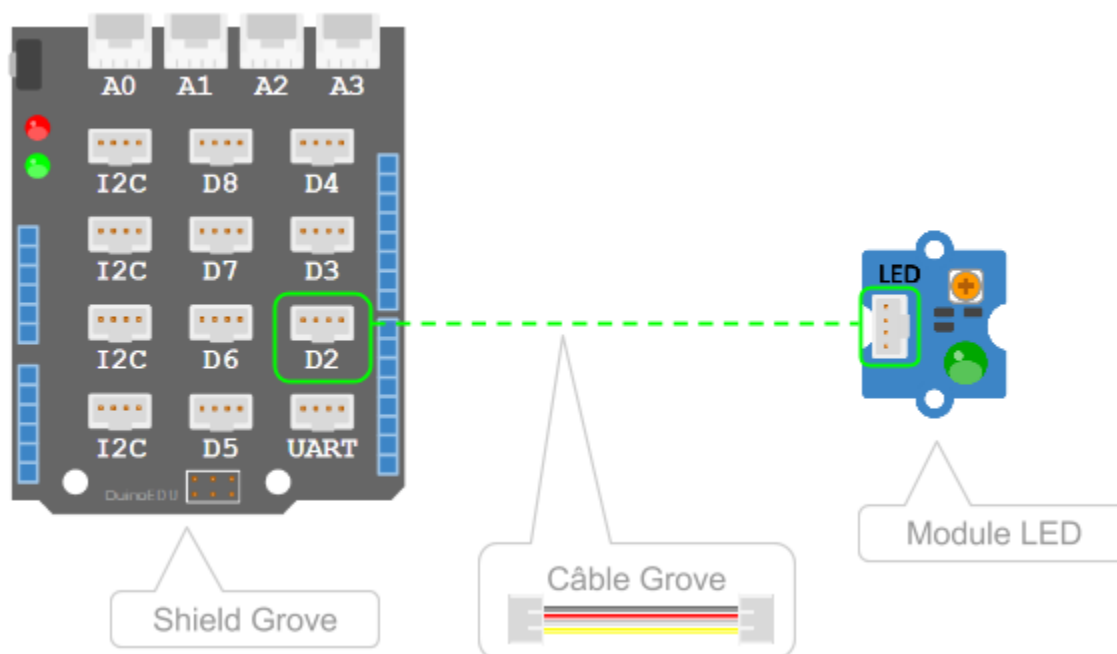 A0 A1 A2 A3
I2C D8 D4
I2C D7 D3
I2C D6 D2
I2C D5 UART
DuinoEDU
LED
Shield Grove
Câble Grove
Module LED